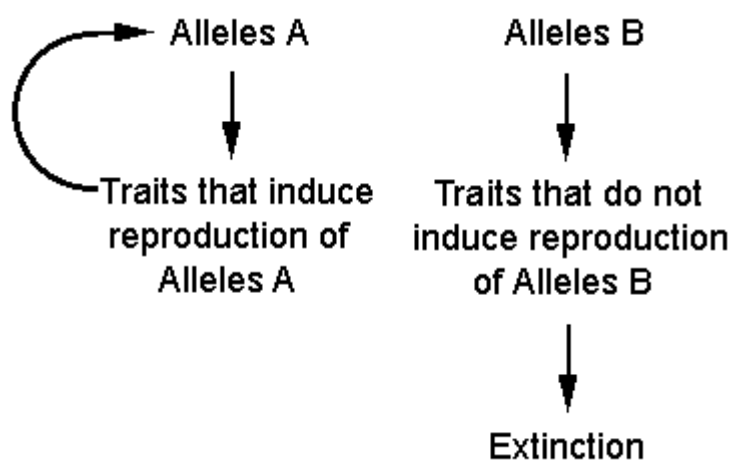 Alleles A
Traits that induce
reproduction of
Alleles A
Alleles B
Traits that do not
induce reproduction
of Alleles B
Extinction